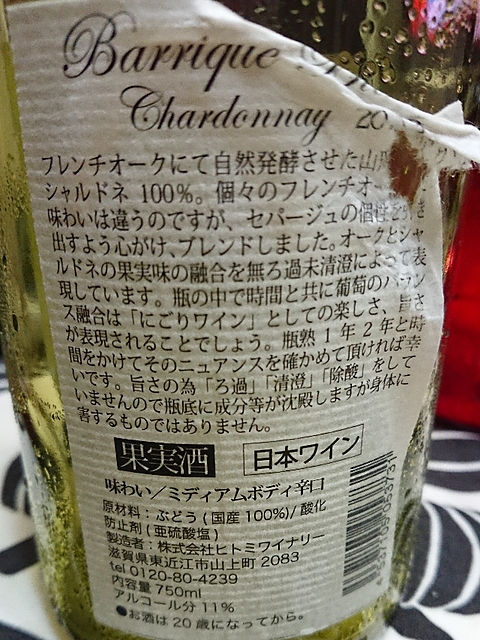 Barrique
Chardonnay 20
フレンチオークにて自然発酵させた山形
シャルドネ 100%。個々のフレンチオー
味わいは違うのですが、セパージュの個性を引き
出すよう心がけ、ブレンドしました。オークとシャ
ルドネの果実味の融合を無ろ過未清澄によって表
現しています。瓶の中で時間と共に葡萄のバラン
ス融合は「にごりワイン」としての楽しさ、旨さ
が表現されることでしょう。瓶熟1年2年と時
間をかけてそのニュアンスを確かめて頂ければ幸
いです。旨さの為「ろ過」「清澄」「除酸」をして
いませんので瓶底に成分等が沈殿しますが身体に
害するものではありません。
果実酒 日本ワイン
味わい/ミディアムボディ辛口
原材料:ぶどう(国産100%)/酸化
防止剤(亜硫酸塩)
製造者:株式会社ヒトミワイナリー
滋賀県東近江市山上町2083
tel 0120-80-4239
内容量 750ml
アルコール分 11%
●お酒は20歳になってから。